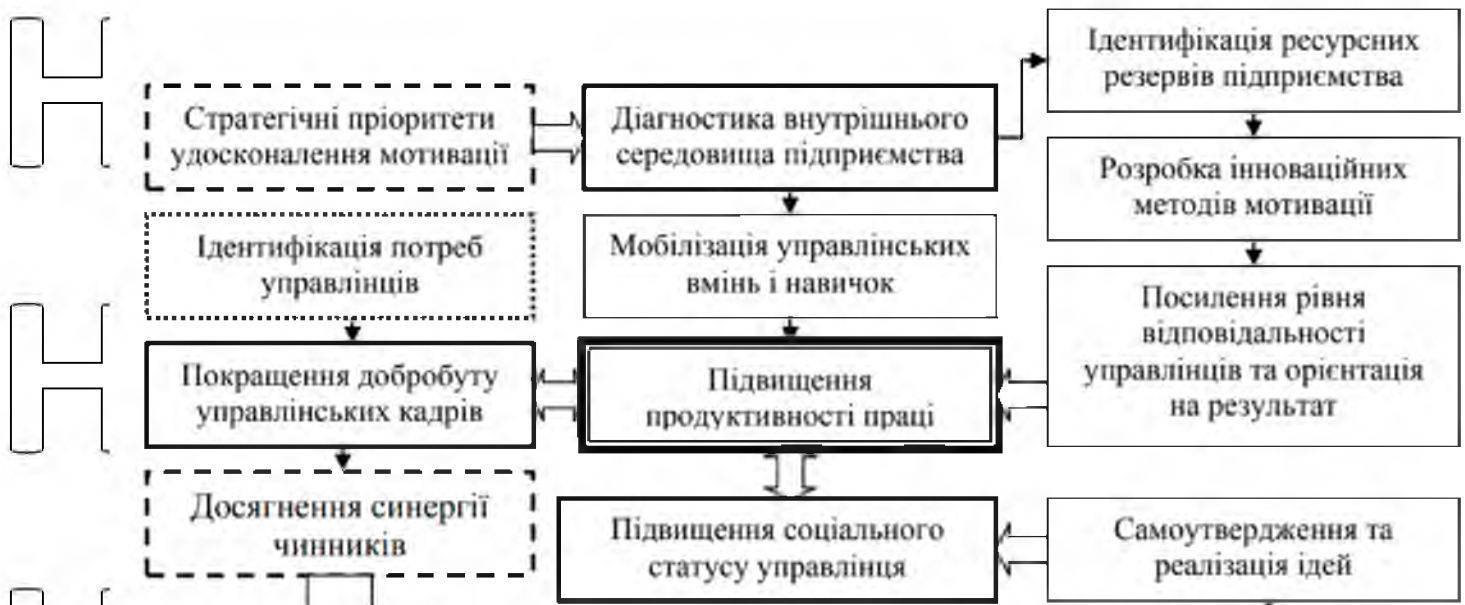 Стратегічні пріоритети
удосконалення мотивації
Діагностика внутрішнього
середовища підприємства
Ідентифікація ресурсних
резервів підприємства
Розробка інноваційних
методів мотивації
Ідентифікація потреб
управлінців
Мобілізація управлінських
вмінь і навичок
Посилення рівня
відповідальності
управлінців та орієнтація
на результат
Покращення добробуту
управлінських кадрів
Підвищення
продуктивності праці
Досягнення синергії
чинників
Підвищення соціального
статусу управлінця
Самоутвердження та
реалізація ідей